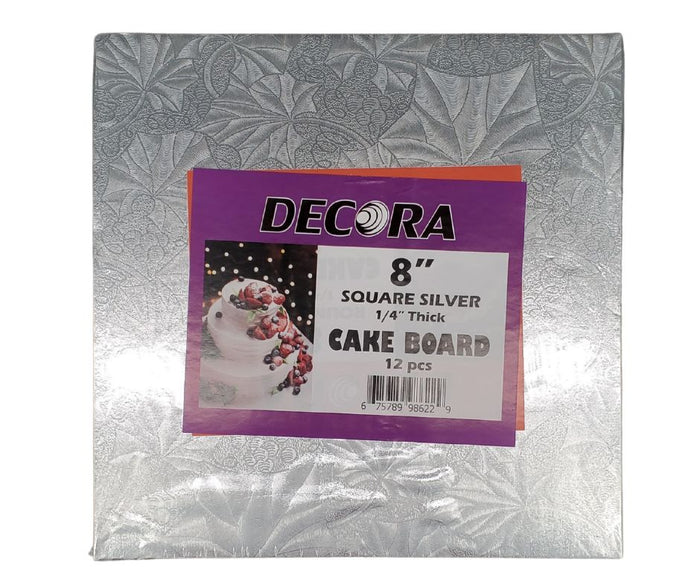 DECORA
8"
SQUARE SILVER
1/4" Thick
CAKE BOARD
12 pcs
6 75789 98622 9